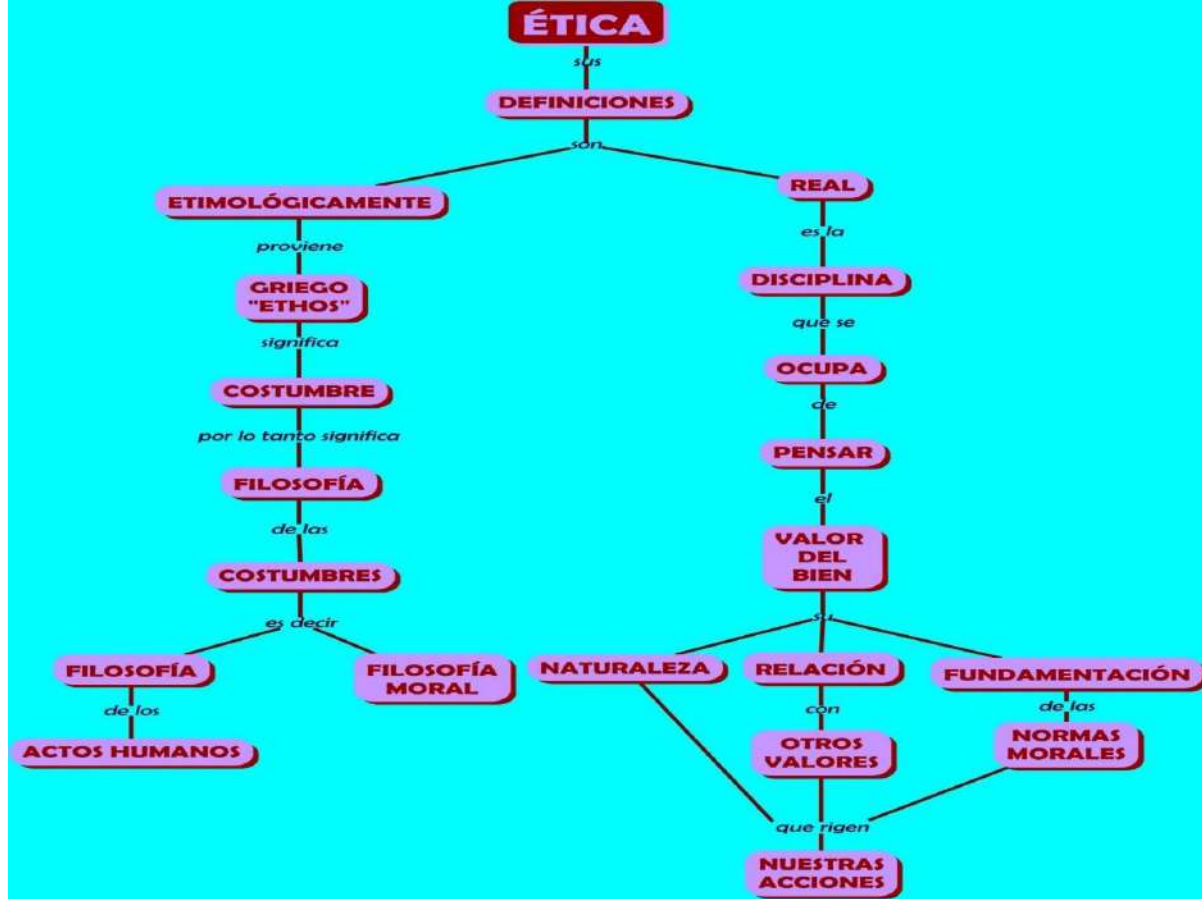 ÉTICA
sus
DEFINICIONES
son
ETIMOLÓGICAMENTE
proviene
GRIEGO
"ETHOS"
significa
COSTUMBRE
por lo tanto significa
FILOSOFÍA
de las
COSTUMBRES
es decir
FILOSOFÍA
de los
ACTOS HUMANOS
FILOSOFÍA
MORAL
REAL
es la
DISCIPLINA
que se
OCUPA
de
PENSAR
el
VALOR
DEL
BIEN
su
NATURALEZA
RELACIÓN
con
OTROS
VALORES
FUNDAMENTACIÓN
de las
NORMAS
MORALES
que rigen
NUESTRAS
ACCIONES